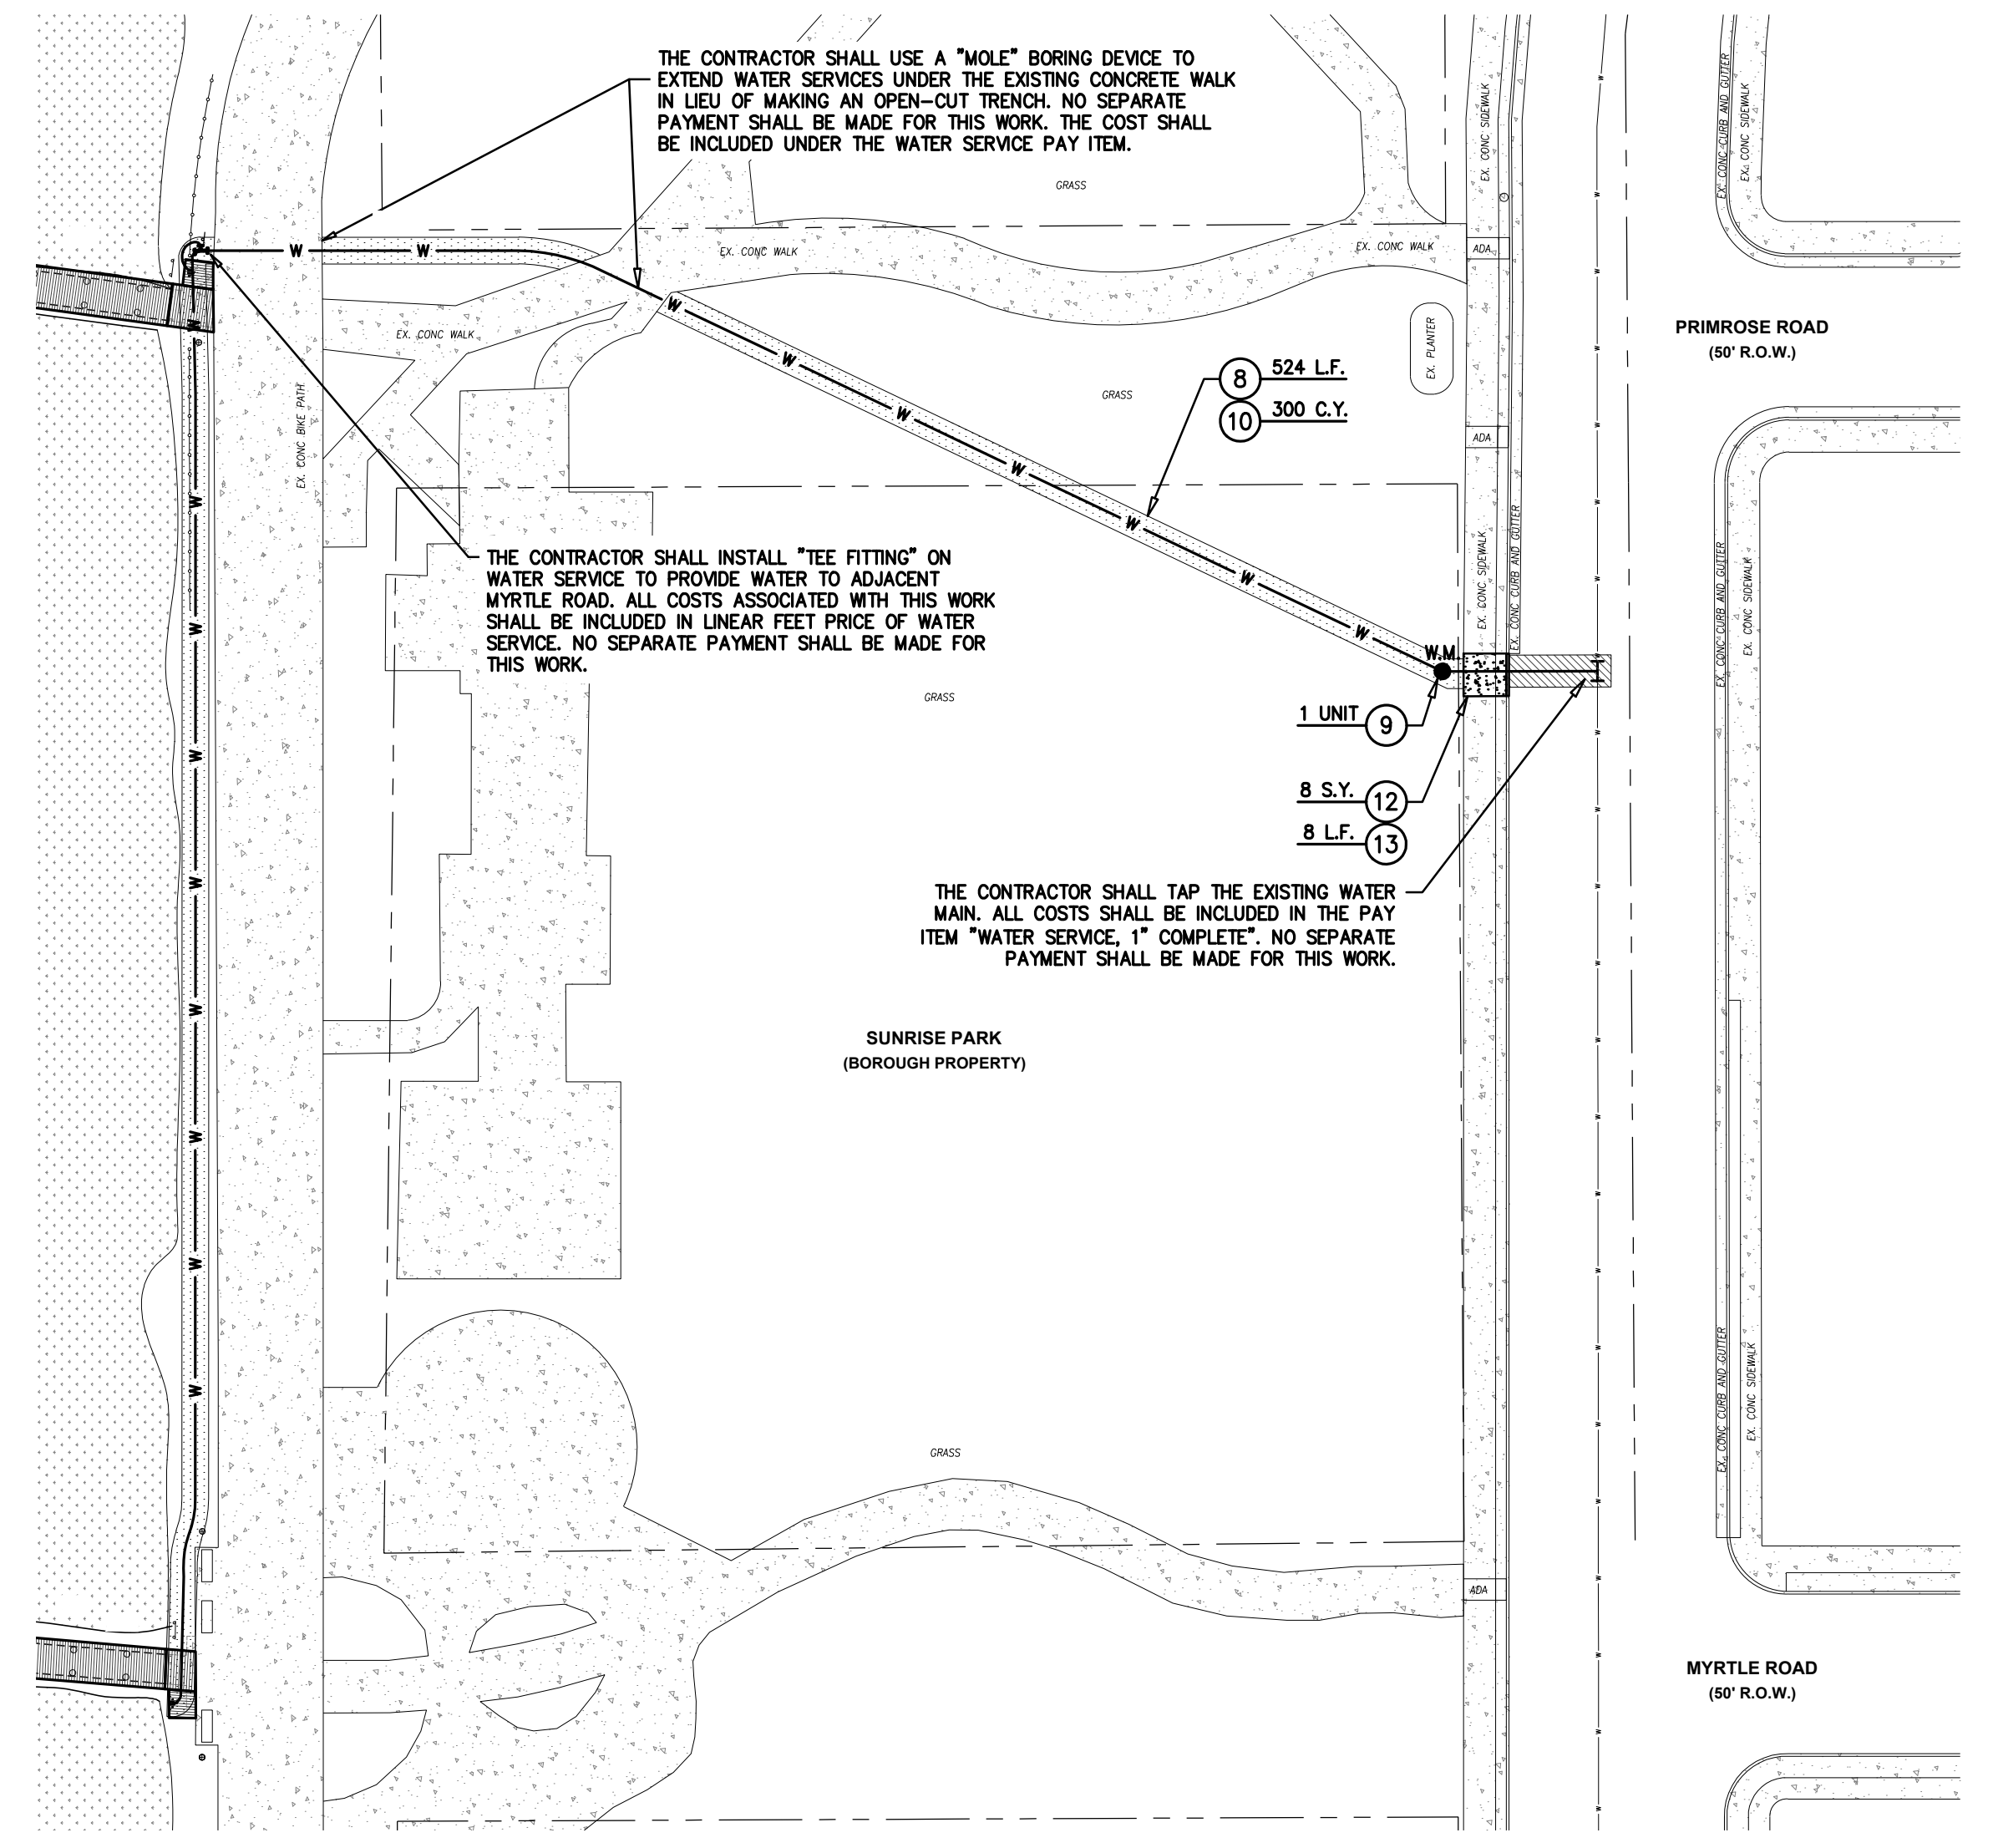 THE CONTRACTOR SHALL USE A "MOLE" BORING DEVICE TO
EXTEND WATER SERVICES UNDER THE EXISTING CONCRETE WALK
IN LIEU OF MAKING AN OPEN-CUT TRENCH. NO SEPARATE
PAYMENT SHALL BE MADE FOR THIS WORK. THE COST SHALL
BE INCLUDED UNDER THE WATER SERVICE PAY ITEM.
GRASS
EX. CONC SIDEWALK
EX. CONC CURB AND GUTTER
EX. CONC SIDEWALK
W
W
EX. CONC WALK
EX. CONC WALK
ADA
EX. CONC WALK
EX. PLANTER
PRIMROSE ROAD
(50' R.O.W.)
W
W
W
W
W
W
W
W
8 524 L.F.
10 300 C.Y.
GRASS
EX. CONC BIKE PATH
ADA
EX. CONC SIDEWALK
EX. CONC CURB AND GUTTER
EX. CONC CURB AND GUTTER
EX. CONC SIDEWALK
THE CONTRACTOR SHALL INSTALL "TEE FITTING" ON
WATER SERVICE TO PROVIDE WATER TO ADJACENT
MYRTLE ROAD. ALL COSTS ASSOCIATED WITH THIS WORK
SHALL BE INCLUDED IN LINEAR FEET PRICE OF WATER
SERVICE. NO SEPARATE PAYMENT SHALL BE MADE FOR
THIS WORK.
W.M.
GRASS
1 UNIT 9
8 S.Y. 12
8 L.F. 13
THE CONTRACTOR SHALL TAP THE EXISTING WATER
MAIN. ALL COSTS SHALL BE INCLUDED IN THE PAY
ITEM "WATER SERVICE, 1" COMPLETE". NO SEPARATE
PAYMENT SHALL BE MADE FOR THIS WORK.
W
W
W
W
W
W
W
W
SUNRISE PARK
(BOROUGH PROPERTY)
EX. CONC CURB AND GUTTER
EX. CONC SIDEWALK
GRASS
ADA
MYRTLE ROAD
(50' R.O.W.)